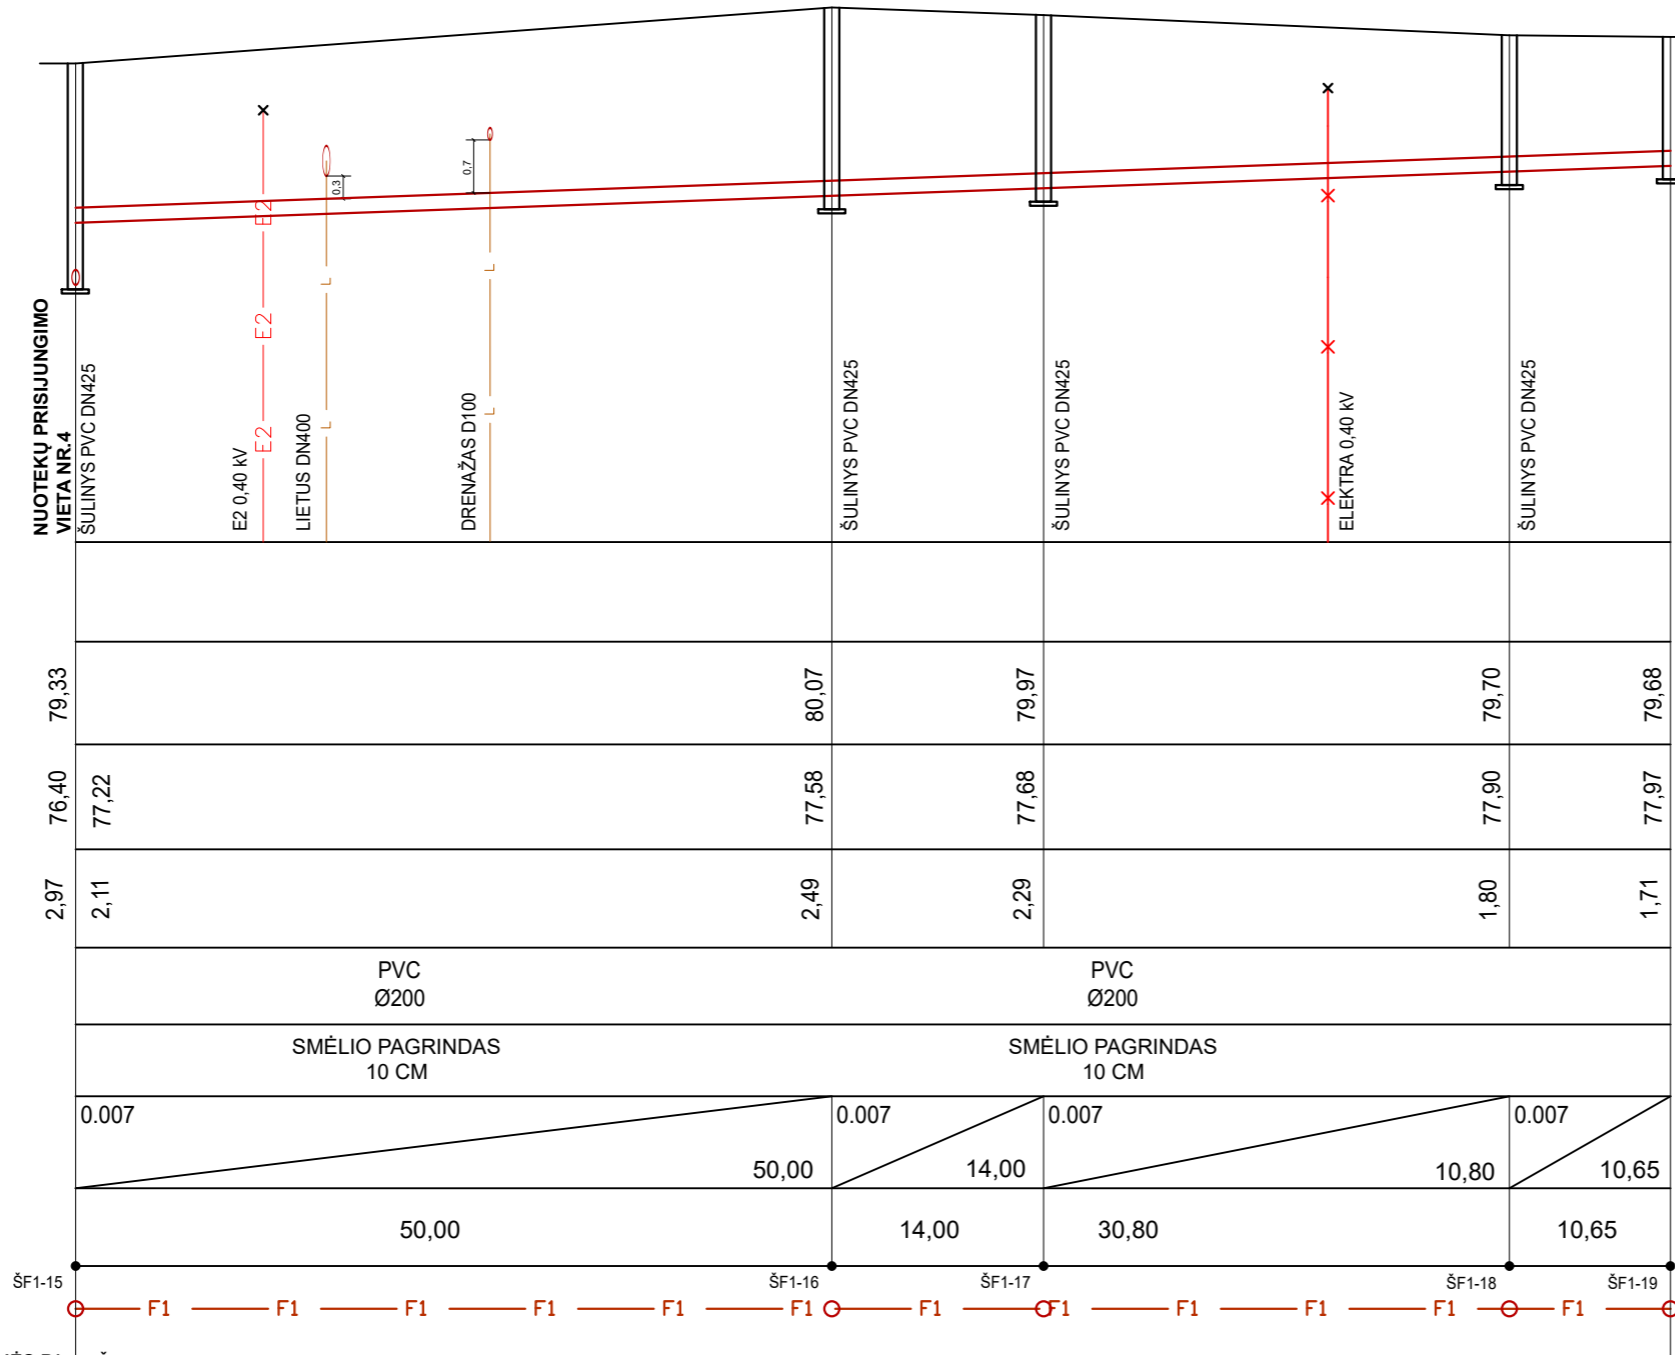 0,3
0,7
E2
E2
E2
L
L
L
L
NUOTEKŲ PRISIJUNGIMO
VIETA NR.4
ŠULINYS PVC DN425
E2 0,40 kV
LIETUS DN400
DRENAŽAS D100
ŠULINYS PVC DN425
ŠULINYS PVC DN425
ELEKTRA 0,40 kV
ŠULINYS PVC DN425
79,33 80,07 79,97 79,70 79,68
76,40 77,22 77,58 77,68 77,90 77,97
2,97 2,11 2,49 2,29 1,80 1,71
PVC
Ø200
PVC
Ø200
SMĖLIO PAGRINDAS
10 CM
SMĖLIO PAGRINDAS
10 CM
0.007 0.007 0.007 0.007
50,00 14,00 10,80 10,65
50,00 14,00 30,80 10,65
ŠF1-15 ŠF1-16 ŠF1-17 ŠF1-18 ŠF1-19
F1 F1 F1 F1 F1 F1 F1 F1 F1 F1 F1 F1